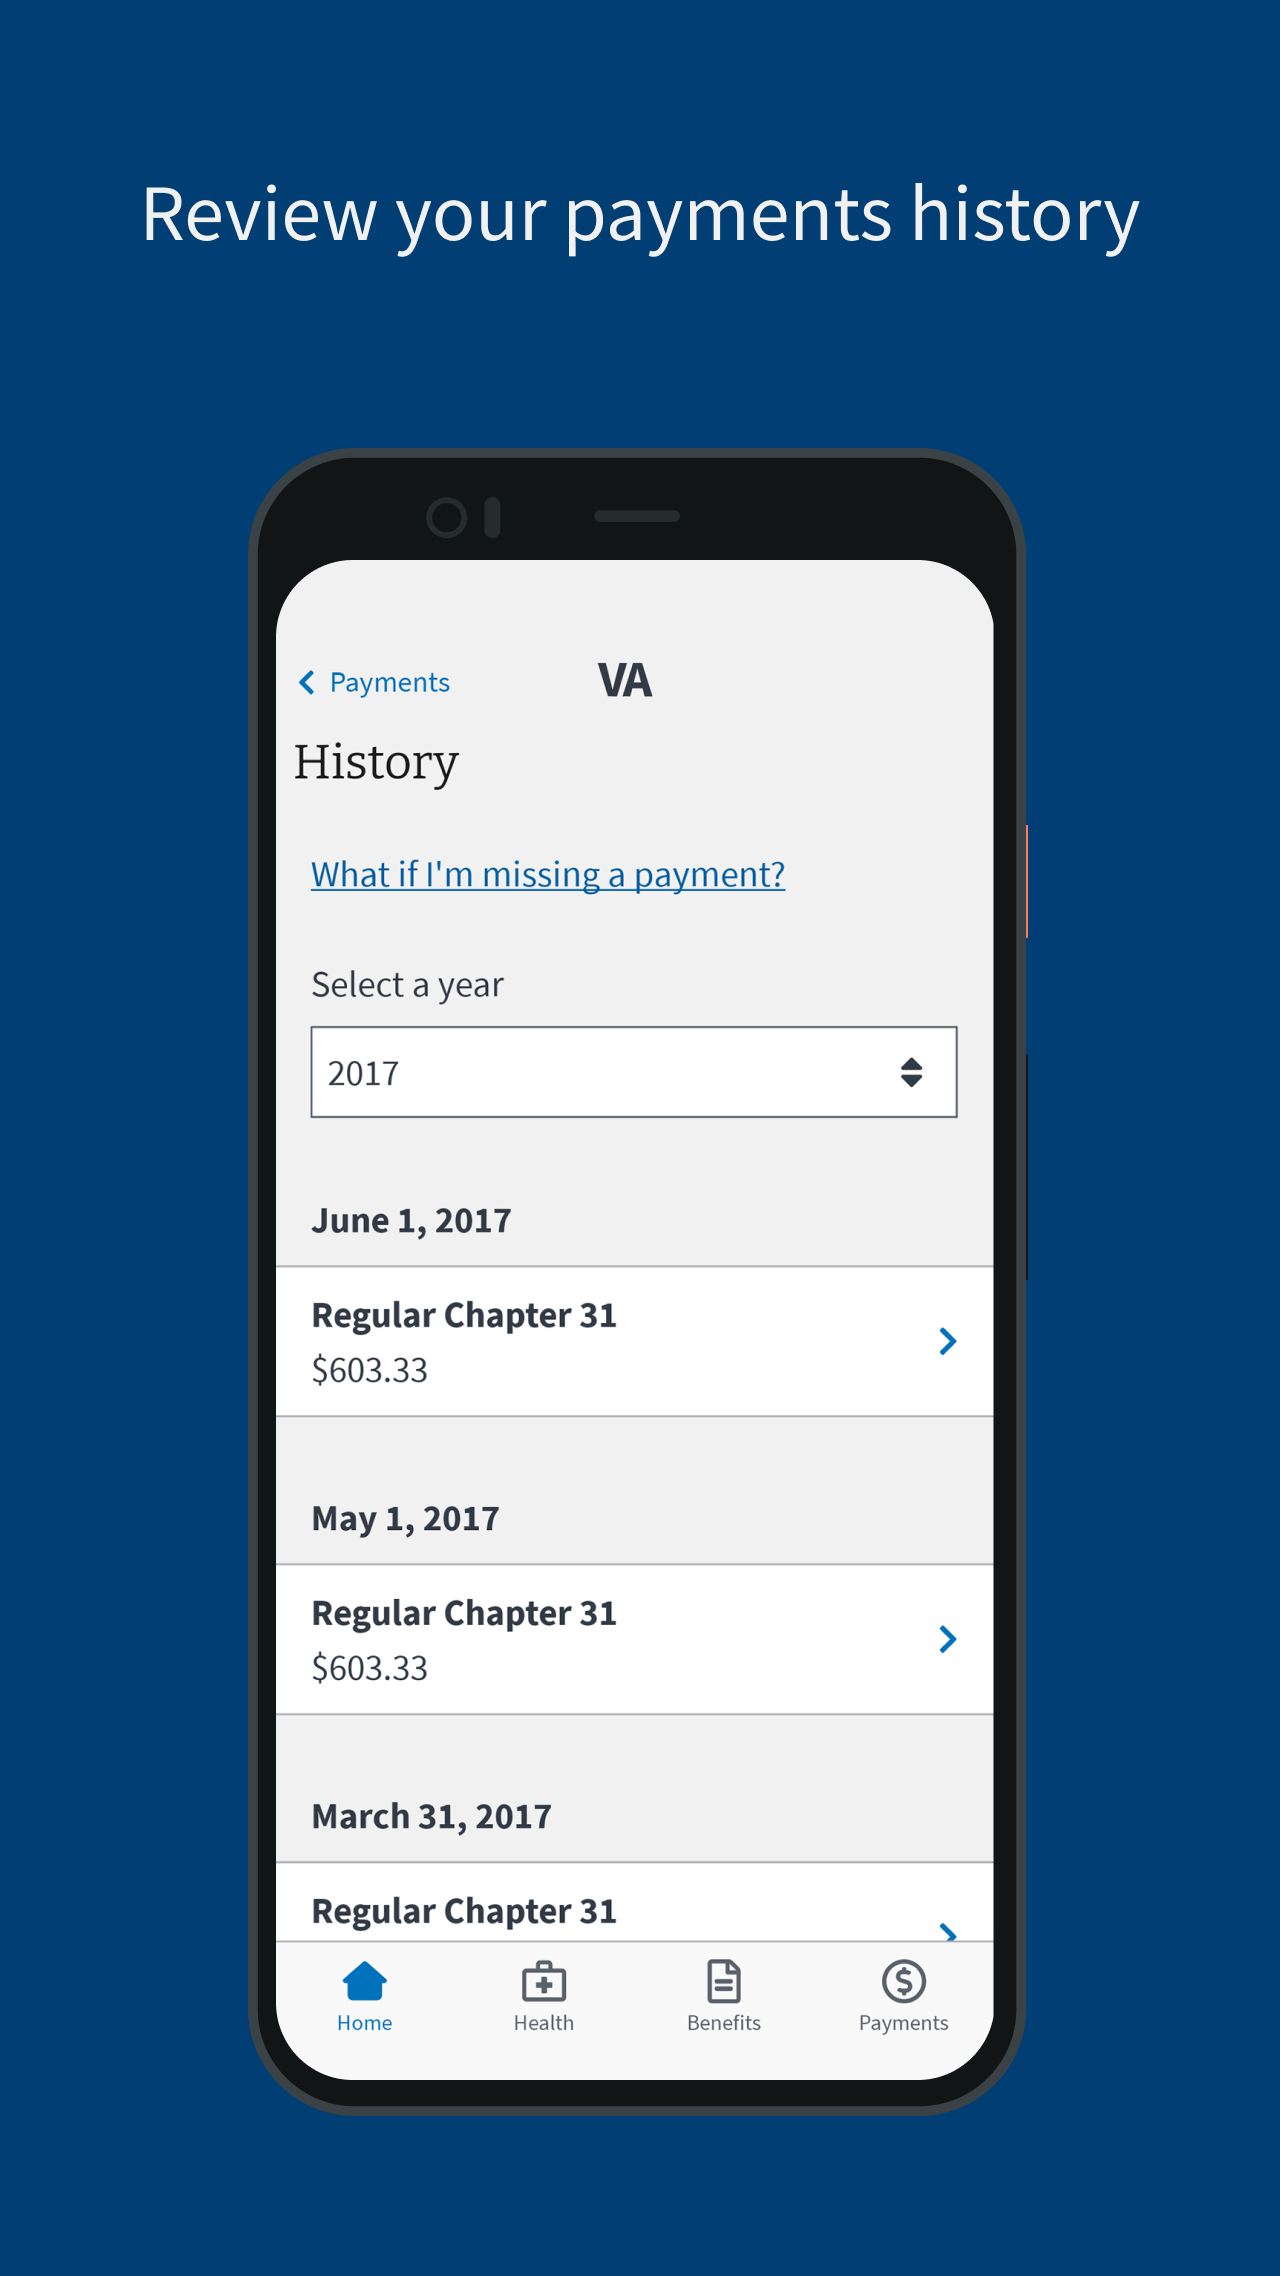 Review your payments history
Payments
VA
History
What if I'm missing a payment?
Select a year
2017
June 1, 2017
Regular Chapter 31
$603.33
May 1, 2017
Regular Chapter 31
$603.33
March 31, 2017
Regular Chapter 31
Home Health Benefits Payments